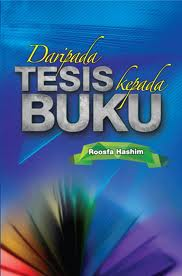 Daripada
TESIS kepada
BUKU
Roosfa Hashim